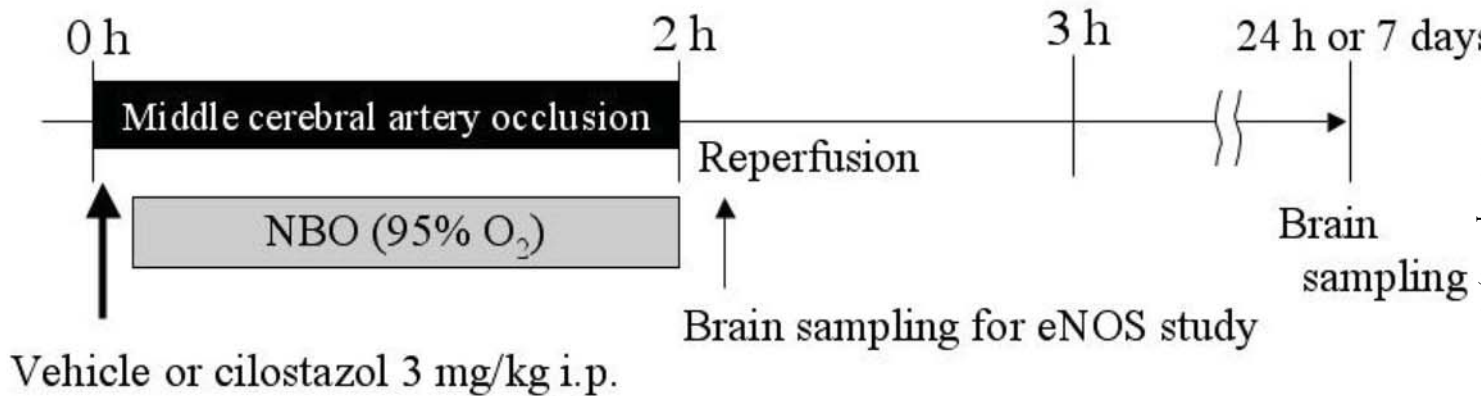 0 h
2 h
3 h
24 h or 7 days
Middle cerebral artery occlusion
Reperfusion
NBO (95% O₂)
Brain
sampling
Brain sampling for eNOS study
Vehicle or cilostazol 3 mg/kg i.p.